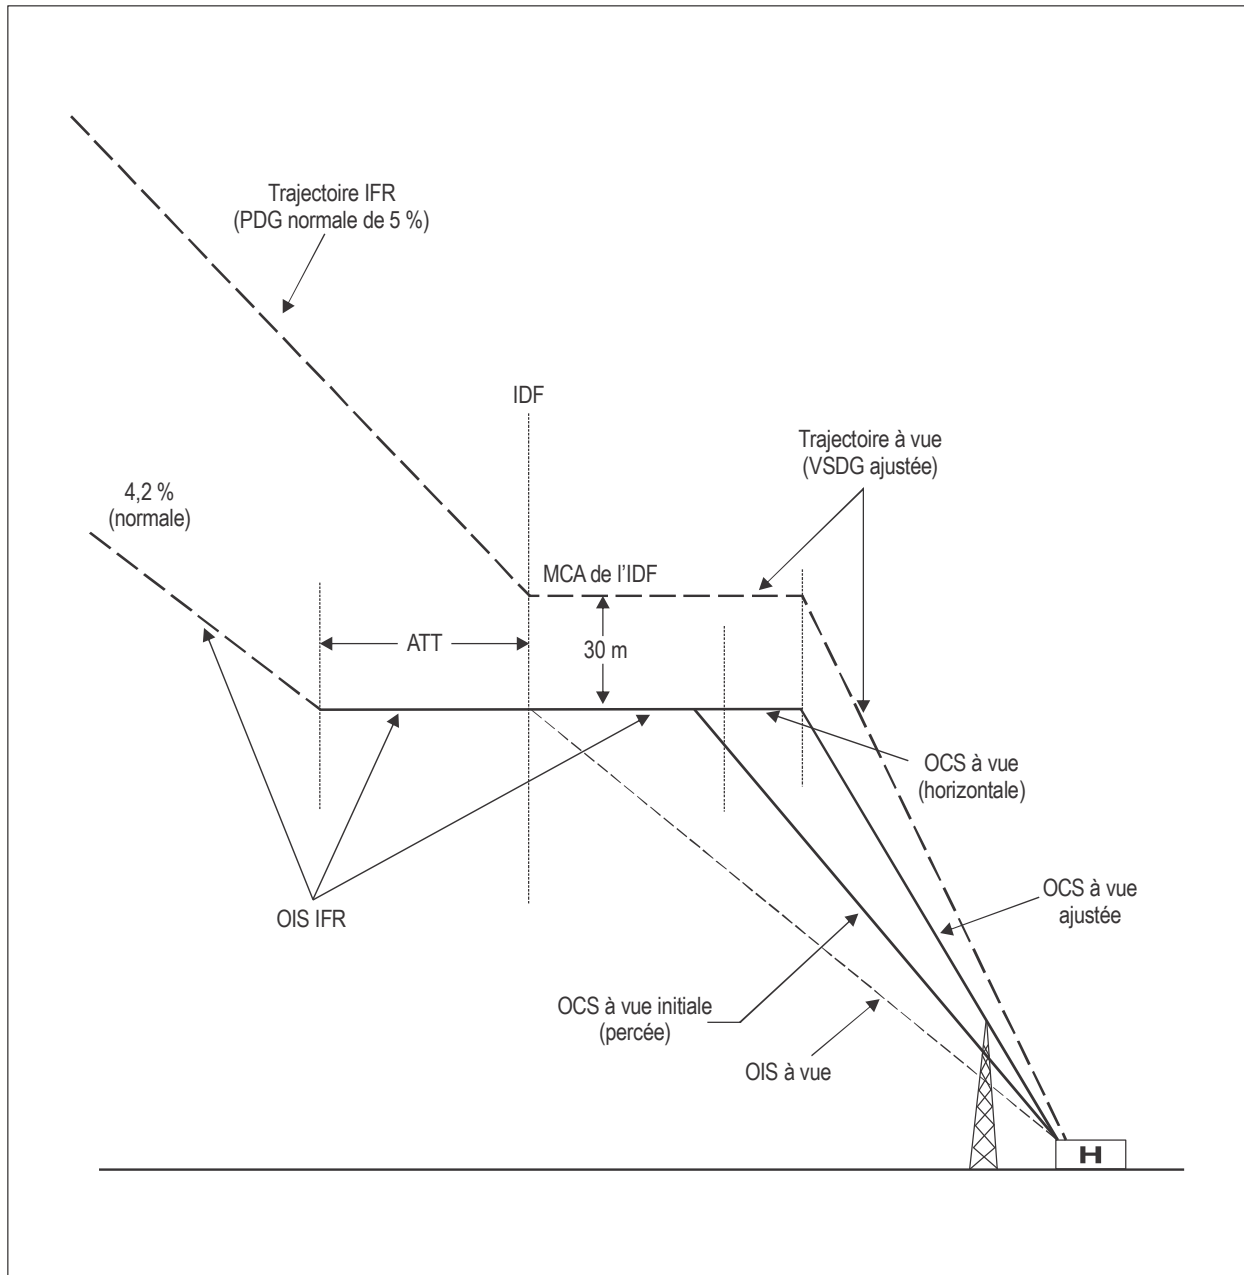 Trajectoire IFR
(PDG normale de 5 %)
IDF
Trajectoire à vue
(VSDG ajustée)
4,2 %
(normale)
MCA de l'IDF
ATT
30 m
OCS à vue
(horizontale)
OCS à vue
ajustée
OIS IFR
OCS à vue initiale
(percée)
OIS à vue
H